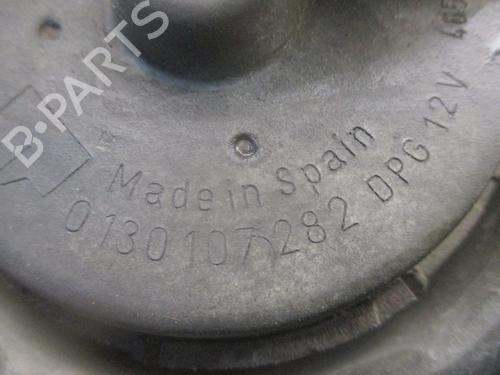 B-PARTS
Made in Spain
0130107282 DPG 12V